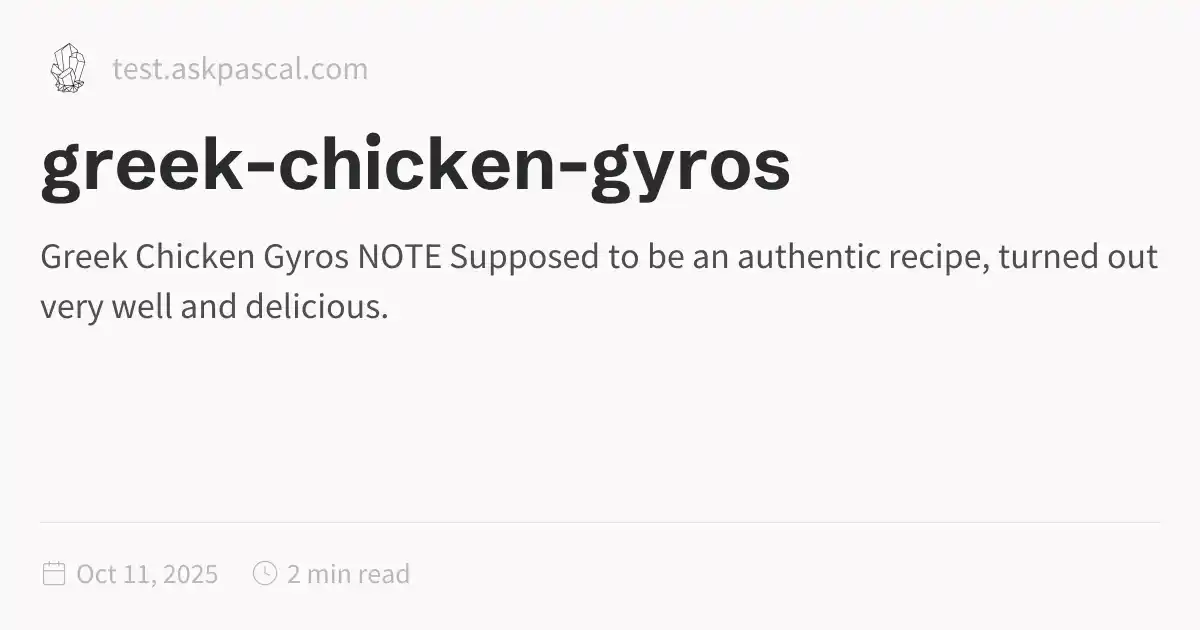 test.askpascal.com
greek-chicken-gyros
Greek Chicken Gyros NOTE Supposed to be an authentic recipe, turned out
very well and delicious.
Oct 11, 2025 2 min read